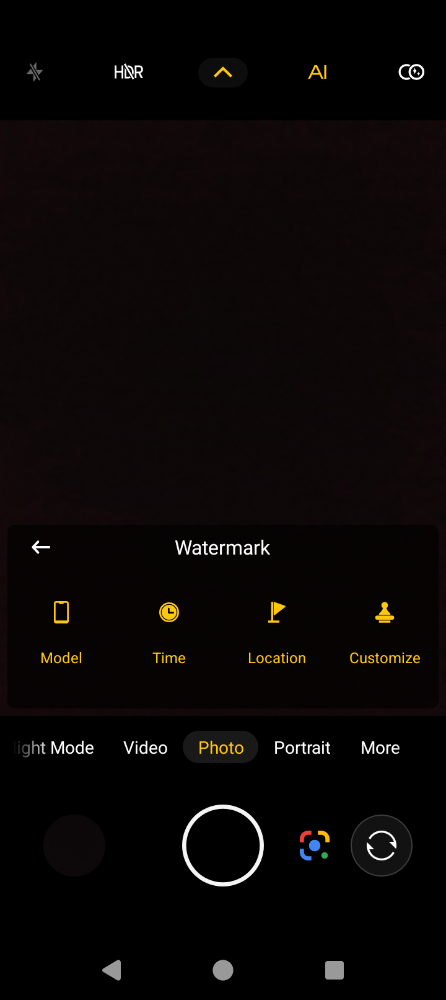 HDR AI
Watermark
Model Time Location Customize
ight Mode Video Photo Portrait More